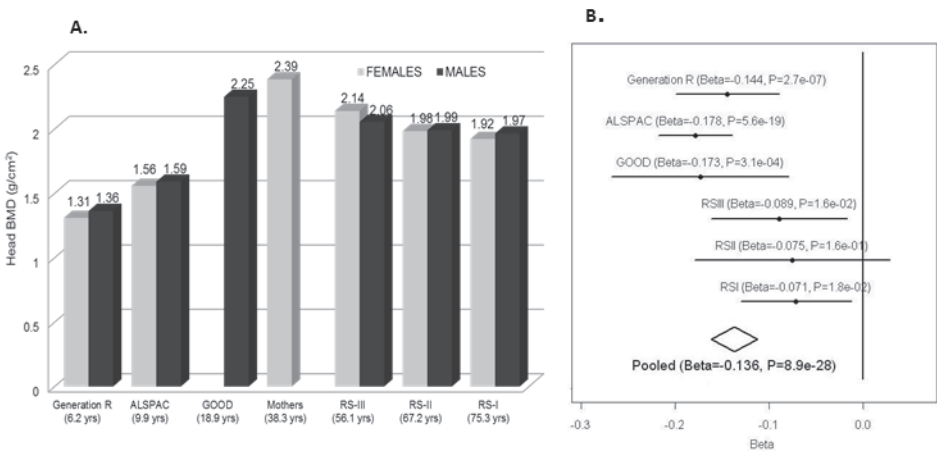 A.
Head BMD (g/cm²)
2.5
2
1.5
1
0.5
0
FEMALES MALES
1.31 1.36
1.56 1.59
2.25
2.39
2.14 2.06
1.98 1.99
1.92 1.97
Generation R ALSPAC GOOD Mothers RS-III RS-II RS-I
(6.2 yrs) (9.9 yrs) (18.9 yrs) (38.3 yrs) (56.1 yrs) (67.2 yrs) (75.3 yrs)
B.
Generation R (Beta=-0.144, P=2.7e-07)
ALSPAC (Beta=-0.178, P=5.6e-19)
GOOD (Beta=-0.173, P=3.1e-04)
RSIII (Beta=-0.089, P=1.6e-02)
RSII (Beta=-0.075, P=1.6e-01)
RSI (Beta=-0.071, P=1.8e-02)
Pooled (Beta=-0.136, P=8.9e-28)
-0.3 -0.2 -0.1 0.0
Beta